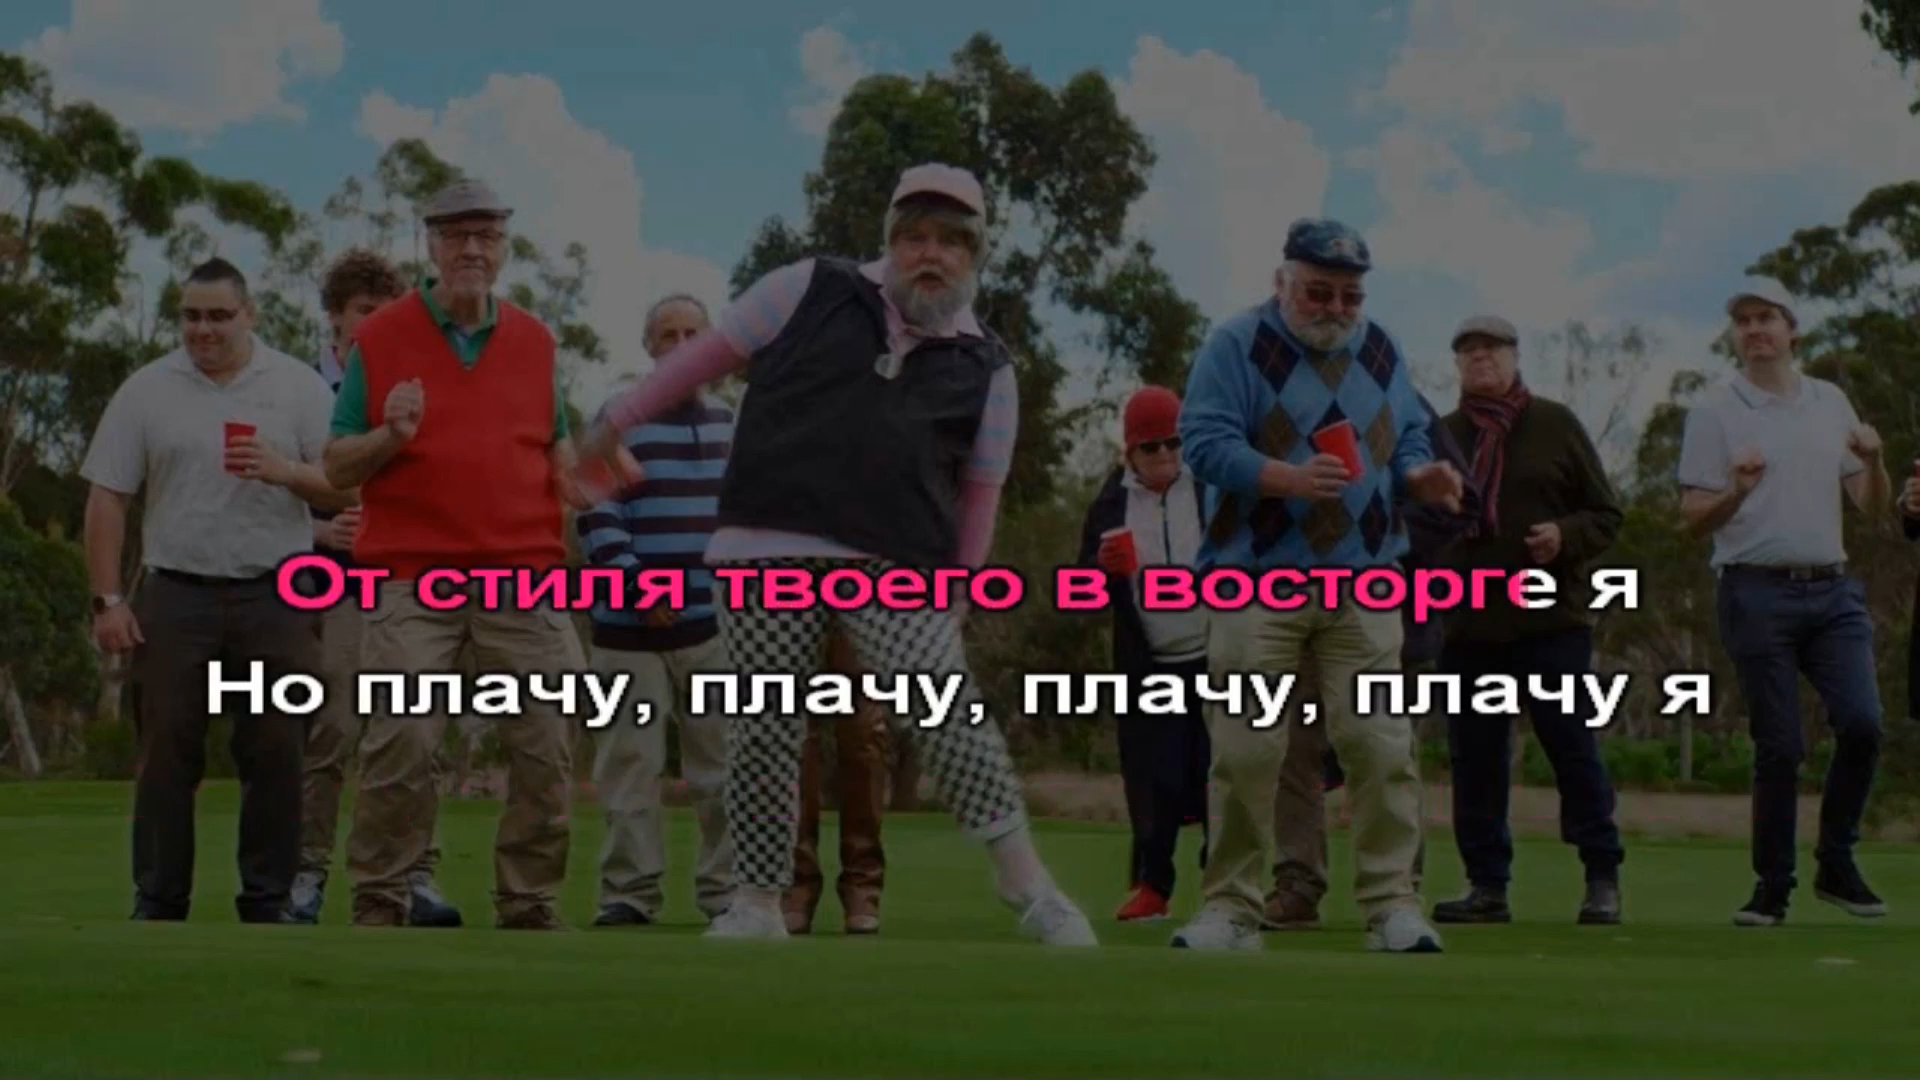 От стиля твоего в восторге я
Но плачу, плачу, плачу, плачу я